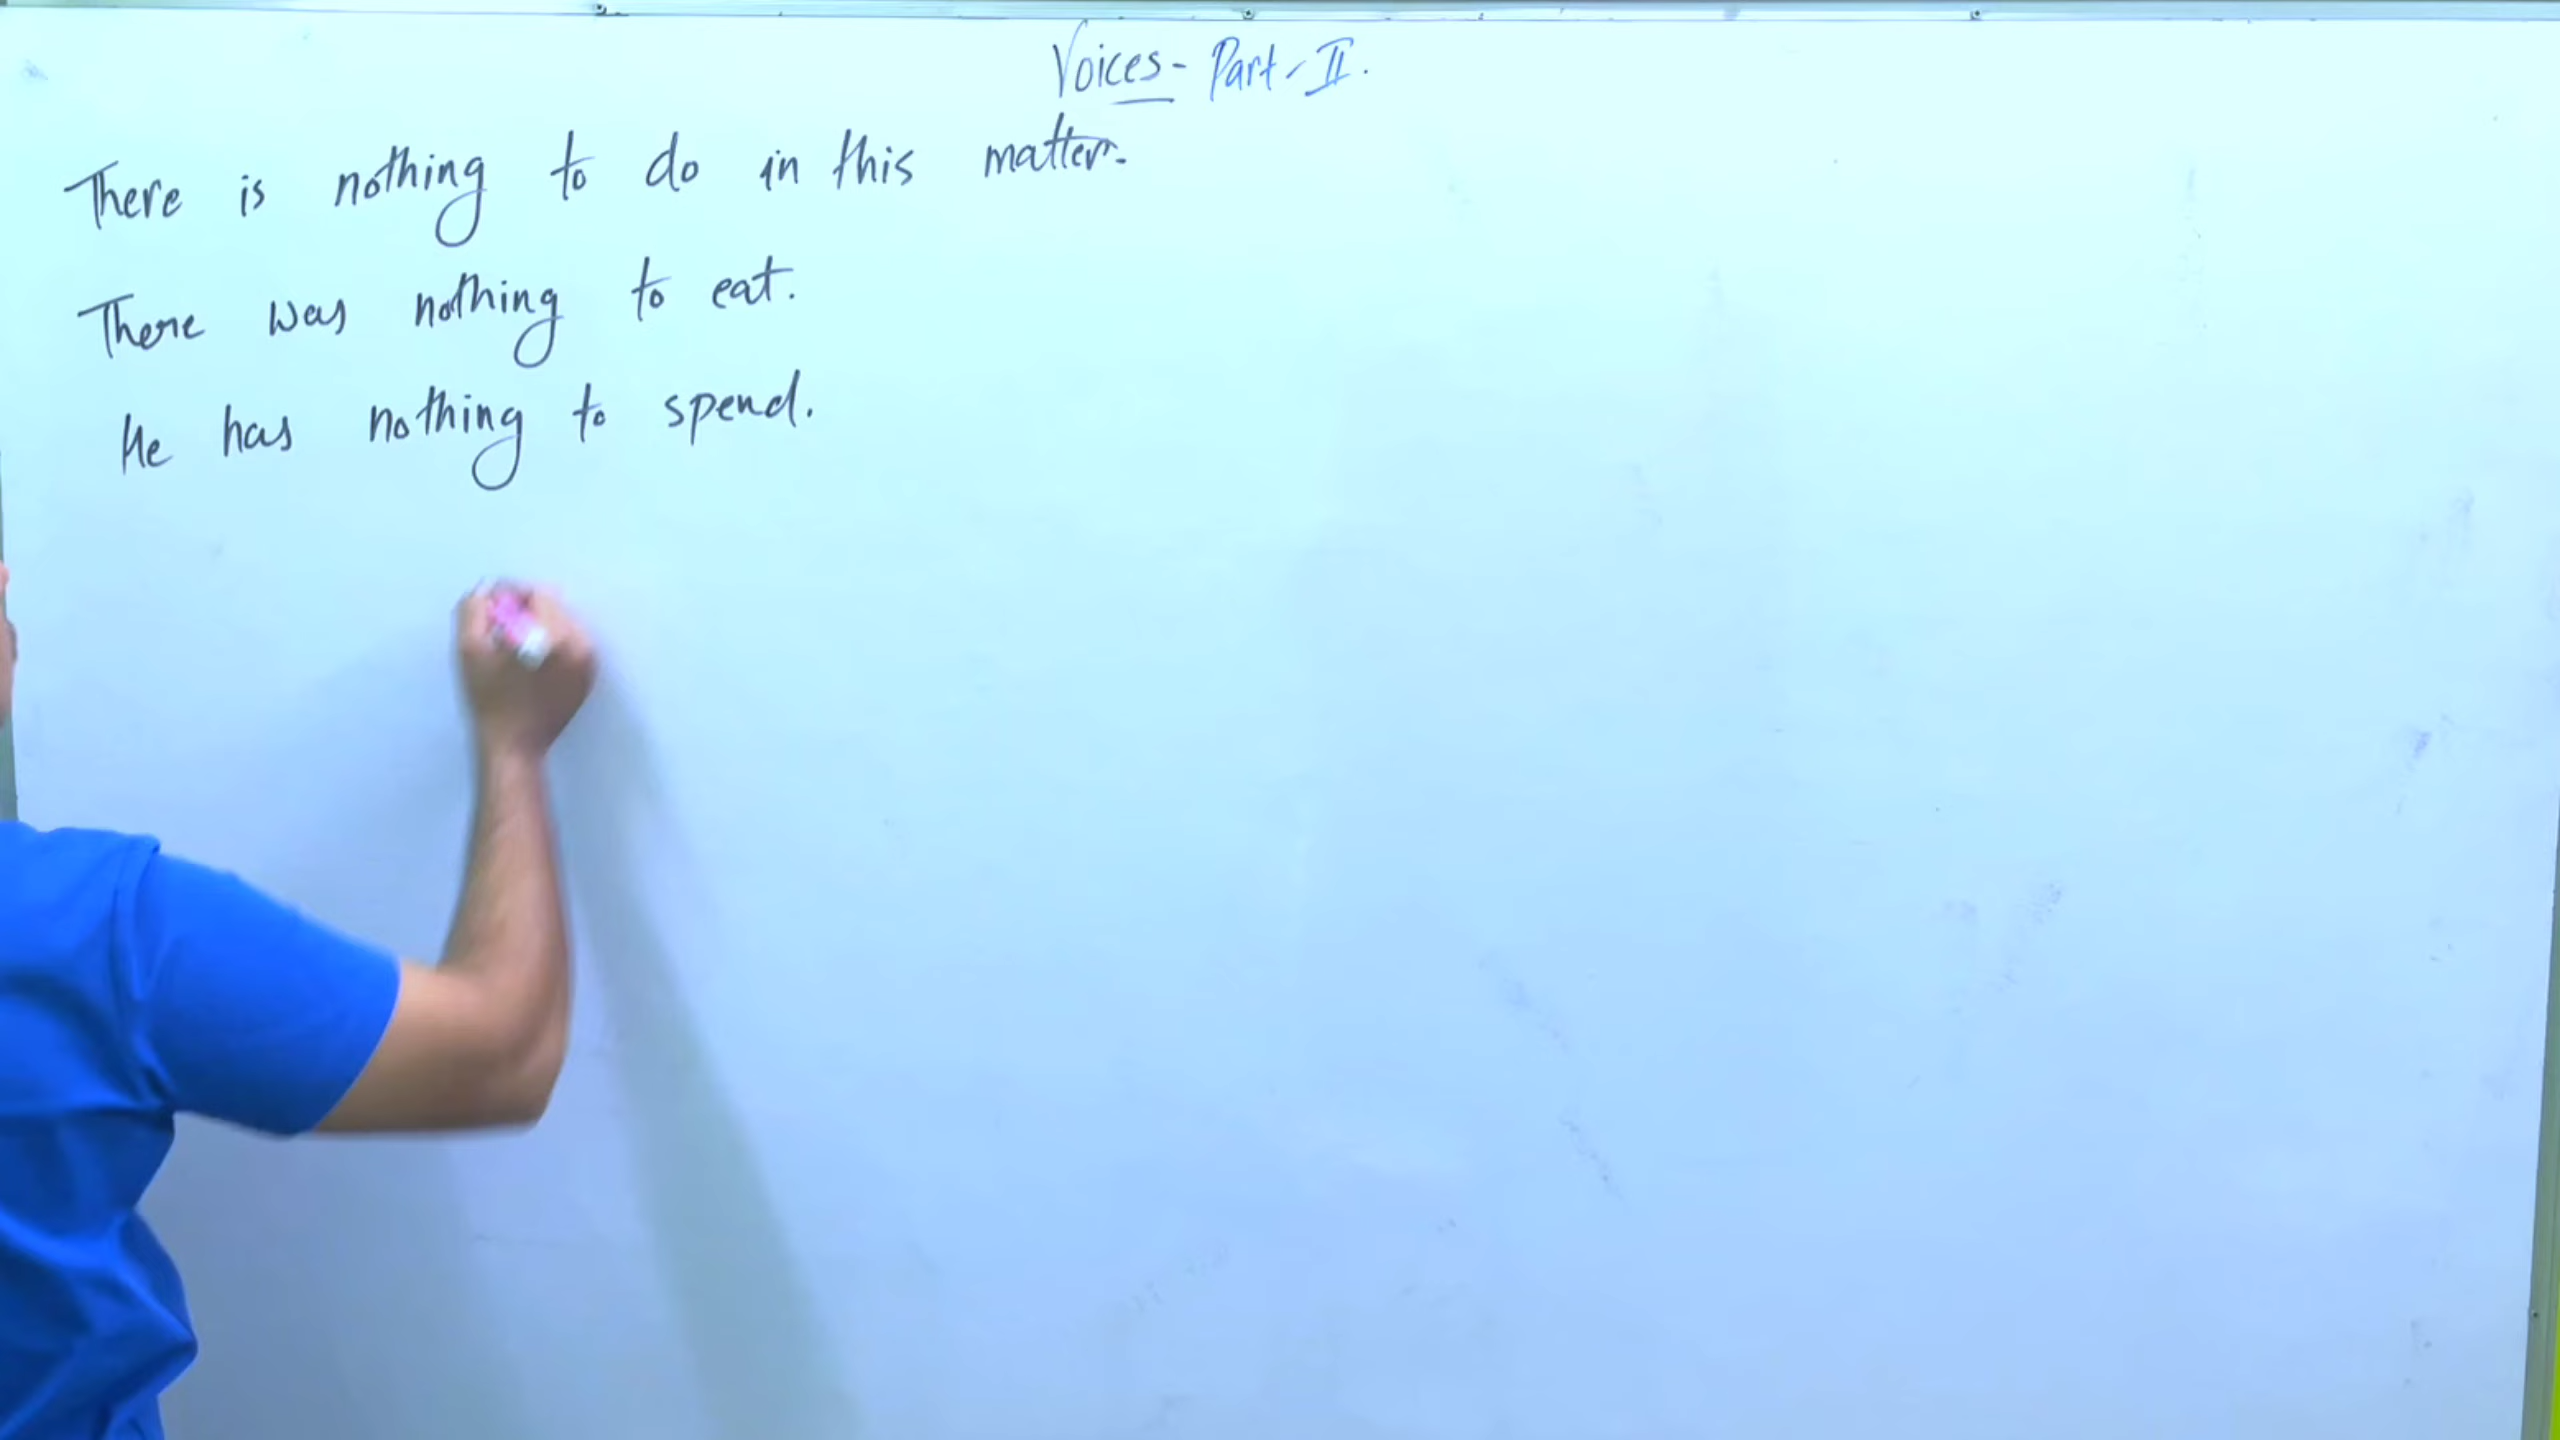 Voices - Part - II.
There is nothing to do in this matter.
There was nothing to eat.
He has nothing to spend.